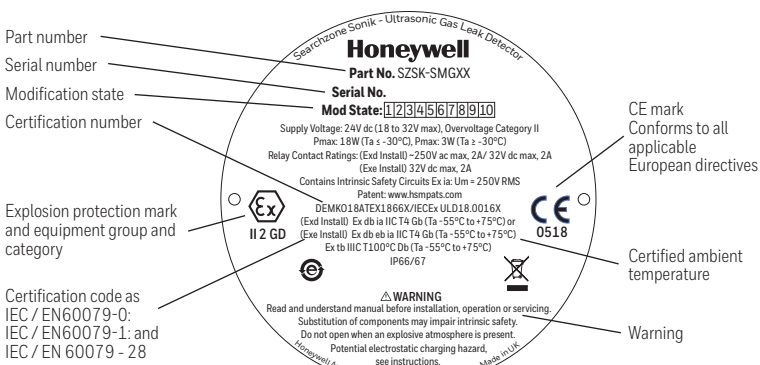 Searchzone Sonik - Ultrasonic Gas Leak Detector
Honeywell
Part No. SZSK-SMGXX
Serial No.
Mod State: 1 2 3 4 5 6 7 8 9 10
Supply Voltage: 24V dc (18 to 32V max), Overvoltage Category II
Pmax: 18W (Ta ≤ -30°C), Pmax: 3W (Ta ≥ -30°C)
Relay Contact Ratings: (Exd Install) ~250V ac max, 2A/ 32V dc max, 2A
(Exe Install) 32V dc max, 2A
Contains Intrinsic Safety Circuits Ex ia: Um = 250V RMS
Patent: www.hsmpats.com
DEMKO18ATEX1866X/IECEx ULD18.0016X
(Exd Install) Ex db ia IIC T4 Gb (Ta -55°C to +75°C) or
(Exe Install) Ex db eb ia IIC T4 Gb (Ta -55°C to +75°C)
Ex tb IIIC T100°C Db (Ta -55°C to +75°C)
IP66/67
Ex
II 2 GD
CE
0518
e
⚠WARNING
Read and understand manual before installation, operation or servicing.
Substitution of components may impair intrinsic safety.
Do not open when an explosive atmosphere is present.
Potential electrostatic charging hazard,
see instructions.
Honeywell
Made in UK
Part number
Serial number
Modification state
Certification number
Explosion protection mark
and equipment group and
category
Certification code as
IEC / EN60079-0:
IEC / EN60079-1: and
IEC / EN 60079 - 28
CE mark
Conforms to all
applicable
European directives
Certified ambient
temperature
Warning